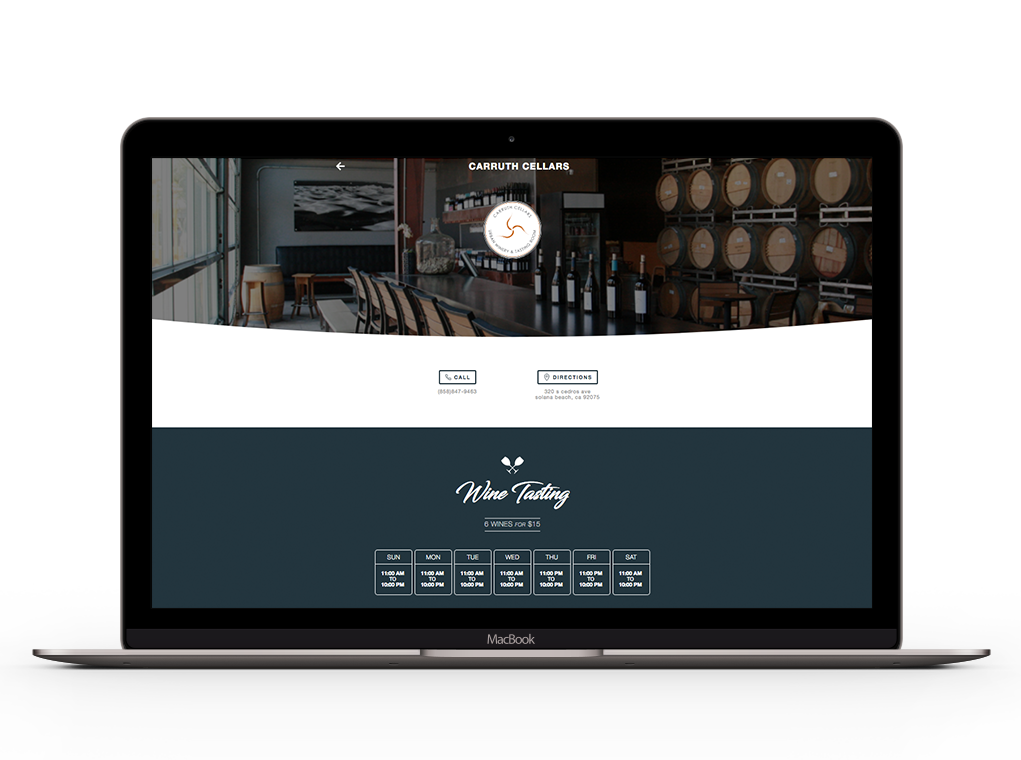 CARRUTH CELLARS
CARRUTH CELLARS
URBAN WINERY & TASTING ROOM
CALL
(858)847-9463
DIRECTIONS
320 s cedros ave
solana beach, ca 92075
Wine Tasting
6 WINES FOR $15
SUN
11:00 AM
TO
10:00 PM
MON
11:00 AM
TO
10:00 PM
TUE
11:00 AM
TO
10:00 PM
WED
11:00 AM
TO
10:00 PM
THU
11:00 PM
TO
10:00 PM
FRI
11:00 PM
TO
10:00 PM
SAT
11:00 AM
TO
10:00 PM
MacBook